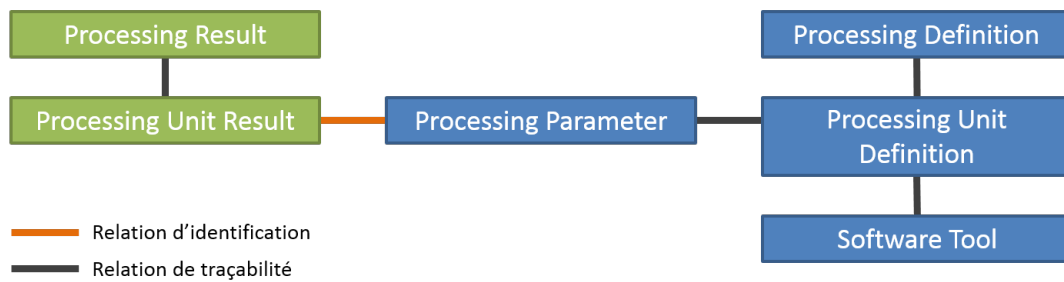 Processing Result
Processing Definition
Processing Unit Result
Processing Parameter
Processing Unit
Definition
Software Tool
Relation d'identification
Relation de traçabilité